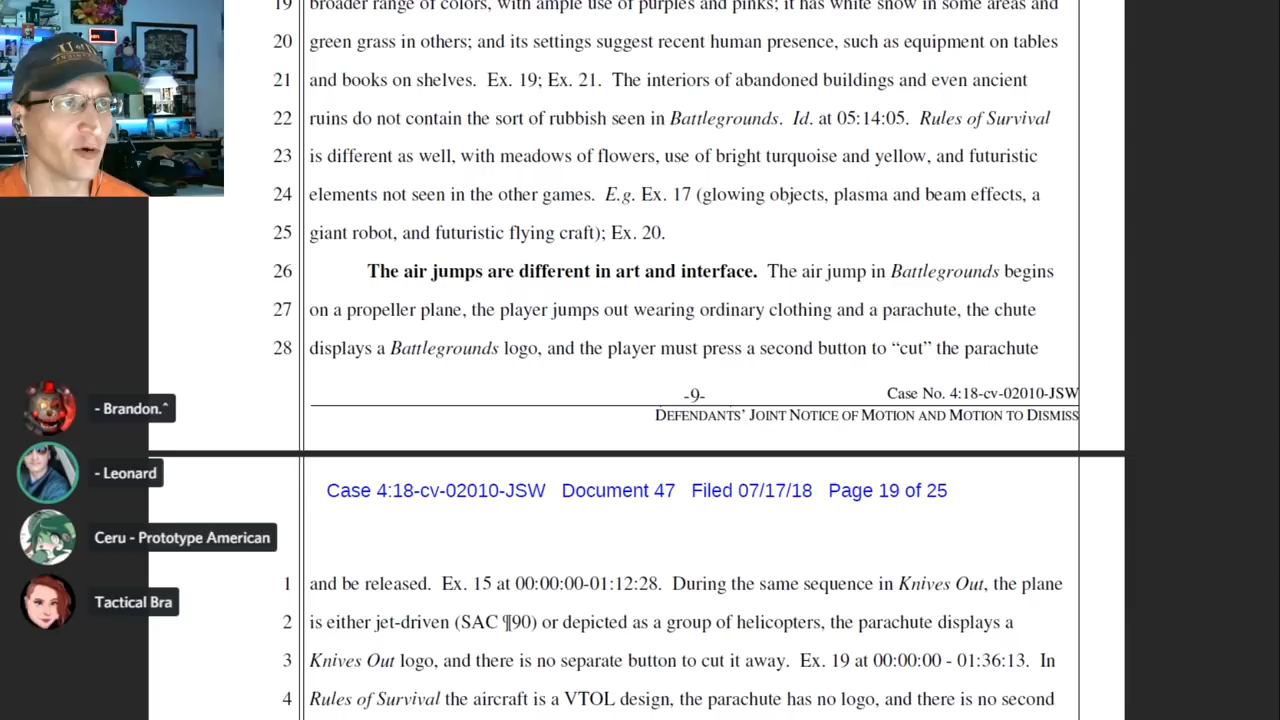 19 broader range of colors, with ample use of purples and pinks; it has white snow in some areas and
20 green grass in others; and its settings suggest recent human presence, such as equipment on tables
21 and books on shelves. Ex. 19; Ex. 21. The interiors of abandoned buildings and even ancient
22 ruins do not contain the sort of rubbish seen in Battlegrounds. Id. at 05:14:05. Rules of Survival
23 is different as well, with meadows of flowers, use of bright turquoise and yellow, and futuristic
24 elements not seen in the other games. E.g. Ex. 17 (glowing objects, plasma and beam effects, a
25 giant robot, and futuristic flying craft); Ex. 20.
26 The air jumps are different in art and interface. The air jump in Battlegrounds begins
27 on a propeller plane, the player jumps out wearing ordinary clothing and a parachute, the chute
28 displays a Battlegrounds logo, and the player must press a second button to “cut” the parachute
-9-
Case No. 4:18-cv-02010-JSW
DEFENDANTS’ JOINT NOTICE OF MOTION AND MOTION TO DISMISS
- Brandon.^
- Leonard
Ceru - Prototype American
Tactical Bra
Case 4:18-cv-02010-JSW Document 47 Filed 07/17/18 Page 19 of 25
1 and be released. Ex. 15 at 00:00:00-01:12:28. During the same sequence in Knives Out, the plane
2 is either jet-driven (SAC ¶90) or depicted as a group of helicopters, the parachute displays a
3 Knives Out logo, and there is no separate button to cut it away. Ex. 19 at 00:00:00 - 01:36:13. In
4 Rules of Survival the aircraft is a VTOL design, the parachute has no logo, and there is no second